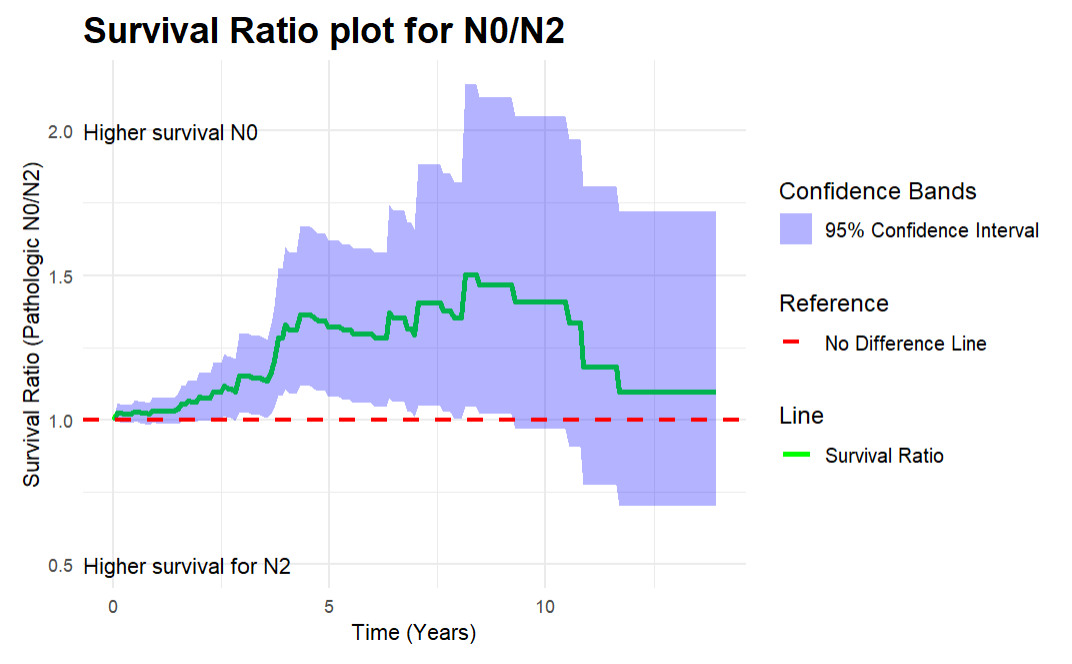 Survival Ratio plot for N0/N2
Survival Ratio (Pathologic N0/N2)
2.0
1.5
1.0
0.5
Higher survival N0
Higher survival for N2
0
5
10
Time (Years)
Confidence Bands
95% Confidence Interval
Reference
No Difference Line
Line
Survival Ratio